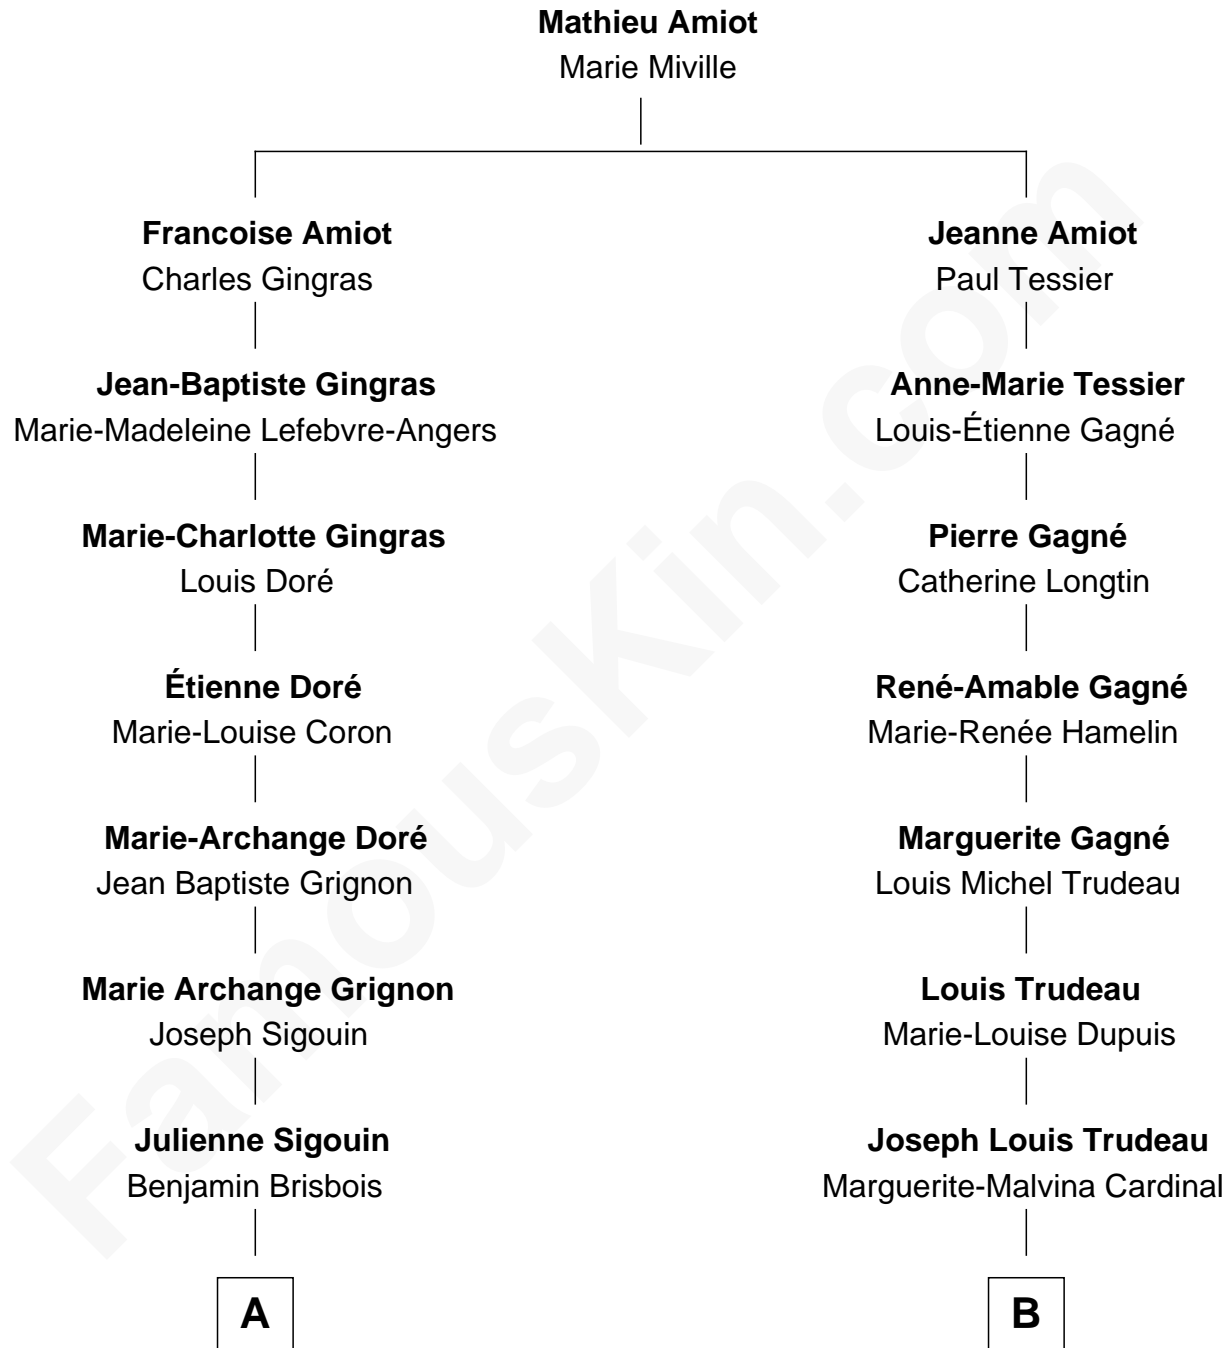 Mathieu Amiot
Marie Miville
Francoise Amiot
Charles Gingras
Jean-Baptiste Gingras
Marie-Madeleine Lefebvre-Angers
Marie-Charlotte Gingras
Louis Doré
Étienne Doré
Marie-Louise Coron
Marie-Archange Doré
Jean Baptiste Grignon
Marie Archange Grignon
Joseph Sigouin
Julienne Sigouin
Benjamin Brisbois
A
Jeanne Amiot
Paul Tessier
Anne-Marie Tessier
Louis-Étienne Gagné
Pierre Gagné
Catherine Longtin
René-Amable Gagné
Marie-Renée Hamelin
Marguerite Gagné
Louis Michel Trudeau
Louis Trudeau
Marie-Louise Dupuis
Joseph Louis Trudeau
Marguerite-Malvina Cardinal
B
FamousKin.com